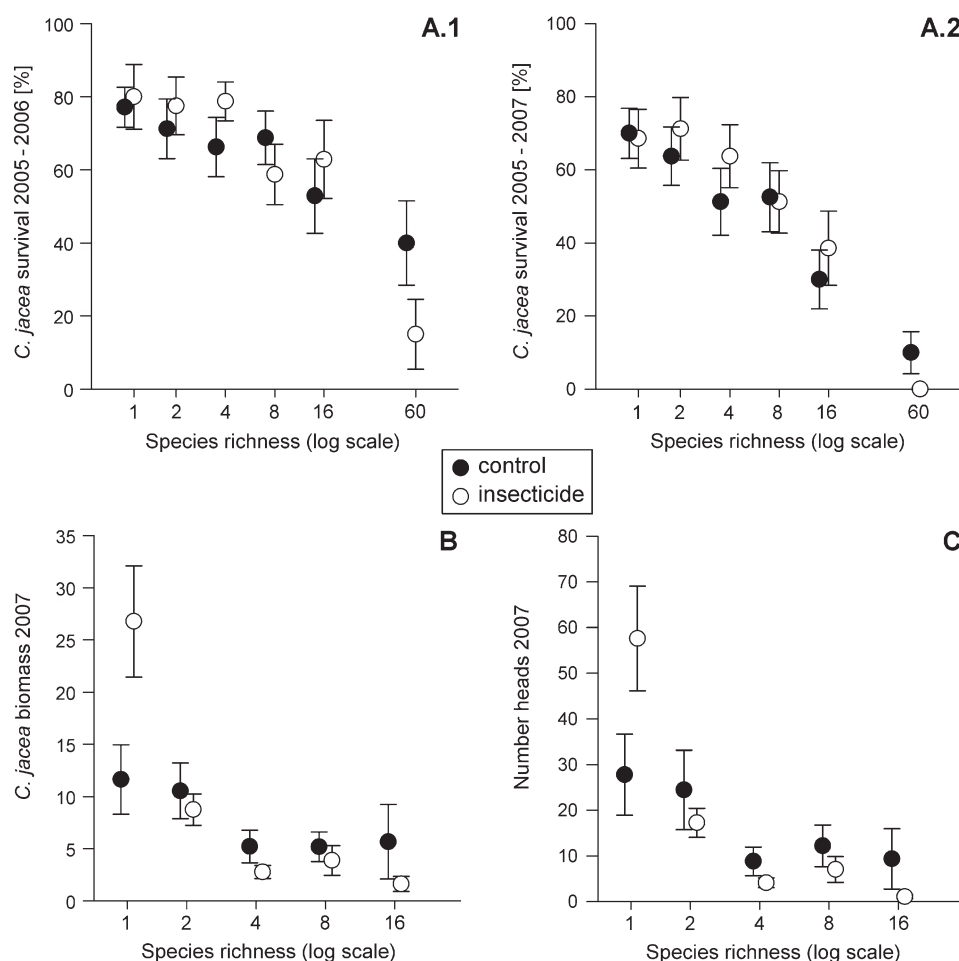 A.1
100
80
60
40
20
0
C. jacea survival 2005 - 2006 [%]
1 2 4 8 16 60
Species richness (log scale)
A.2
100
80
60
40
20
0
C. jacea survival 2005 - 2007 [%]
1 2 4 8 16 60
Species richness (log scale)
control
insecticide
B
35
30
25
20
15
10
5
0
C. jacea biomass 2007
1 2 4 8 16
Species richness (log scale)
C
80
70
60
50
40
30
20
10
0
Number heads 2007
1 2 4 8 16
Species richness (log scale)